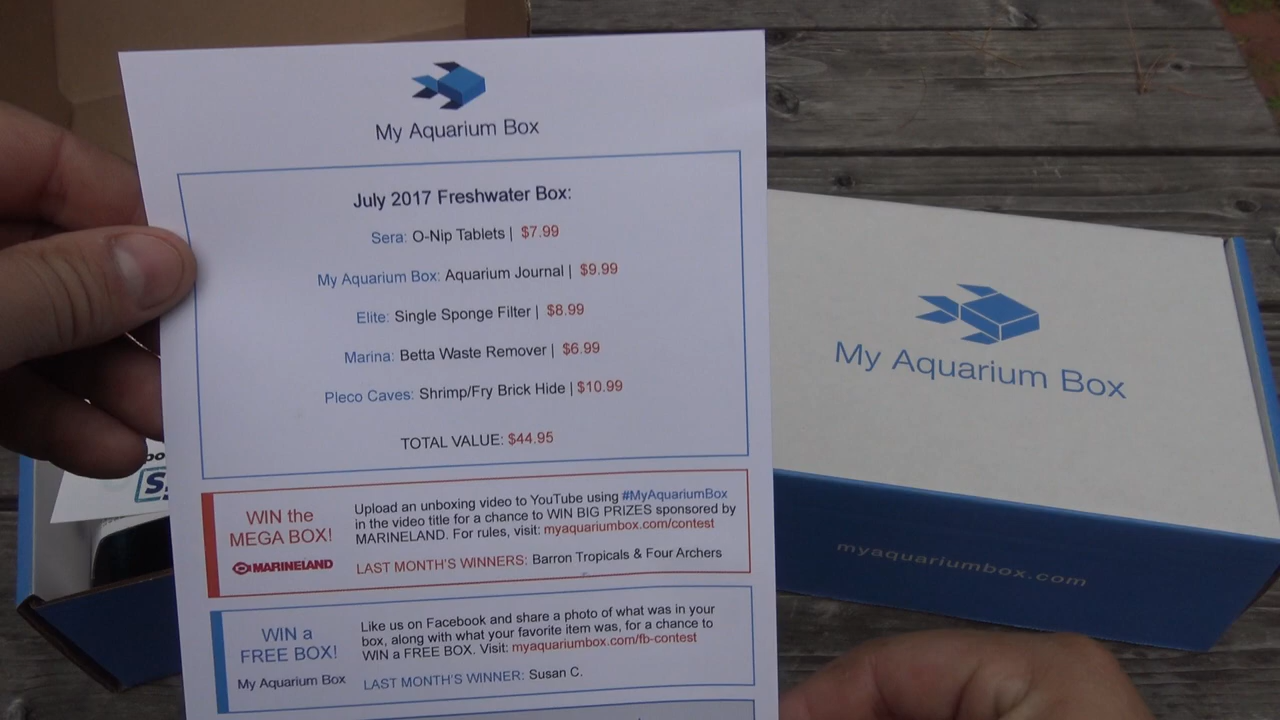 My Aquarium Box
July 2017 Freshwater Box:
Sera: O-Nip Tablets | $7.99
My Aquarium Box: Aquarium Journal | $9.99
Elite: Single Sponge Filter | $8.99
Marina: Betta Waste Remover | $6.99
Pleco Caves: Shrimp/Fry Brick Hide | $10.99
TOTAL VALUE: $44.95
WIN the
MEGA BOX!
MARINELAND
Upload an unboxing video to YouTube using #MyAquariumBox
in the video title for a chance to WIN BIG PRIZES sponsored by
MARINELAND. For rules, visit: myaquariumbox.com/contest
LAST MONTH'S WINNERS: Barron Tropicals & Four Archers
WIN a
FREE BOX!
My Aquarium Box
Like us on Facebook and share a photo of what was in your
box, along with what your favorite item was, for a chance to
WIN a FREE BOX. Visit: myaquariumbox.com/fb-contest
LAST MONTH'S WINNER: Susan C.
My Aquarium Box
myaquariumbox.com